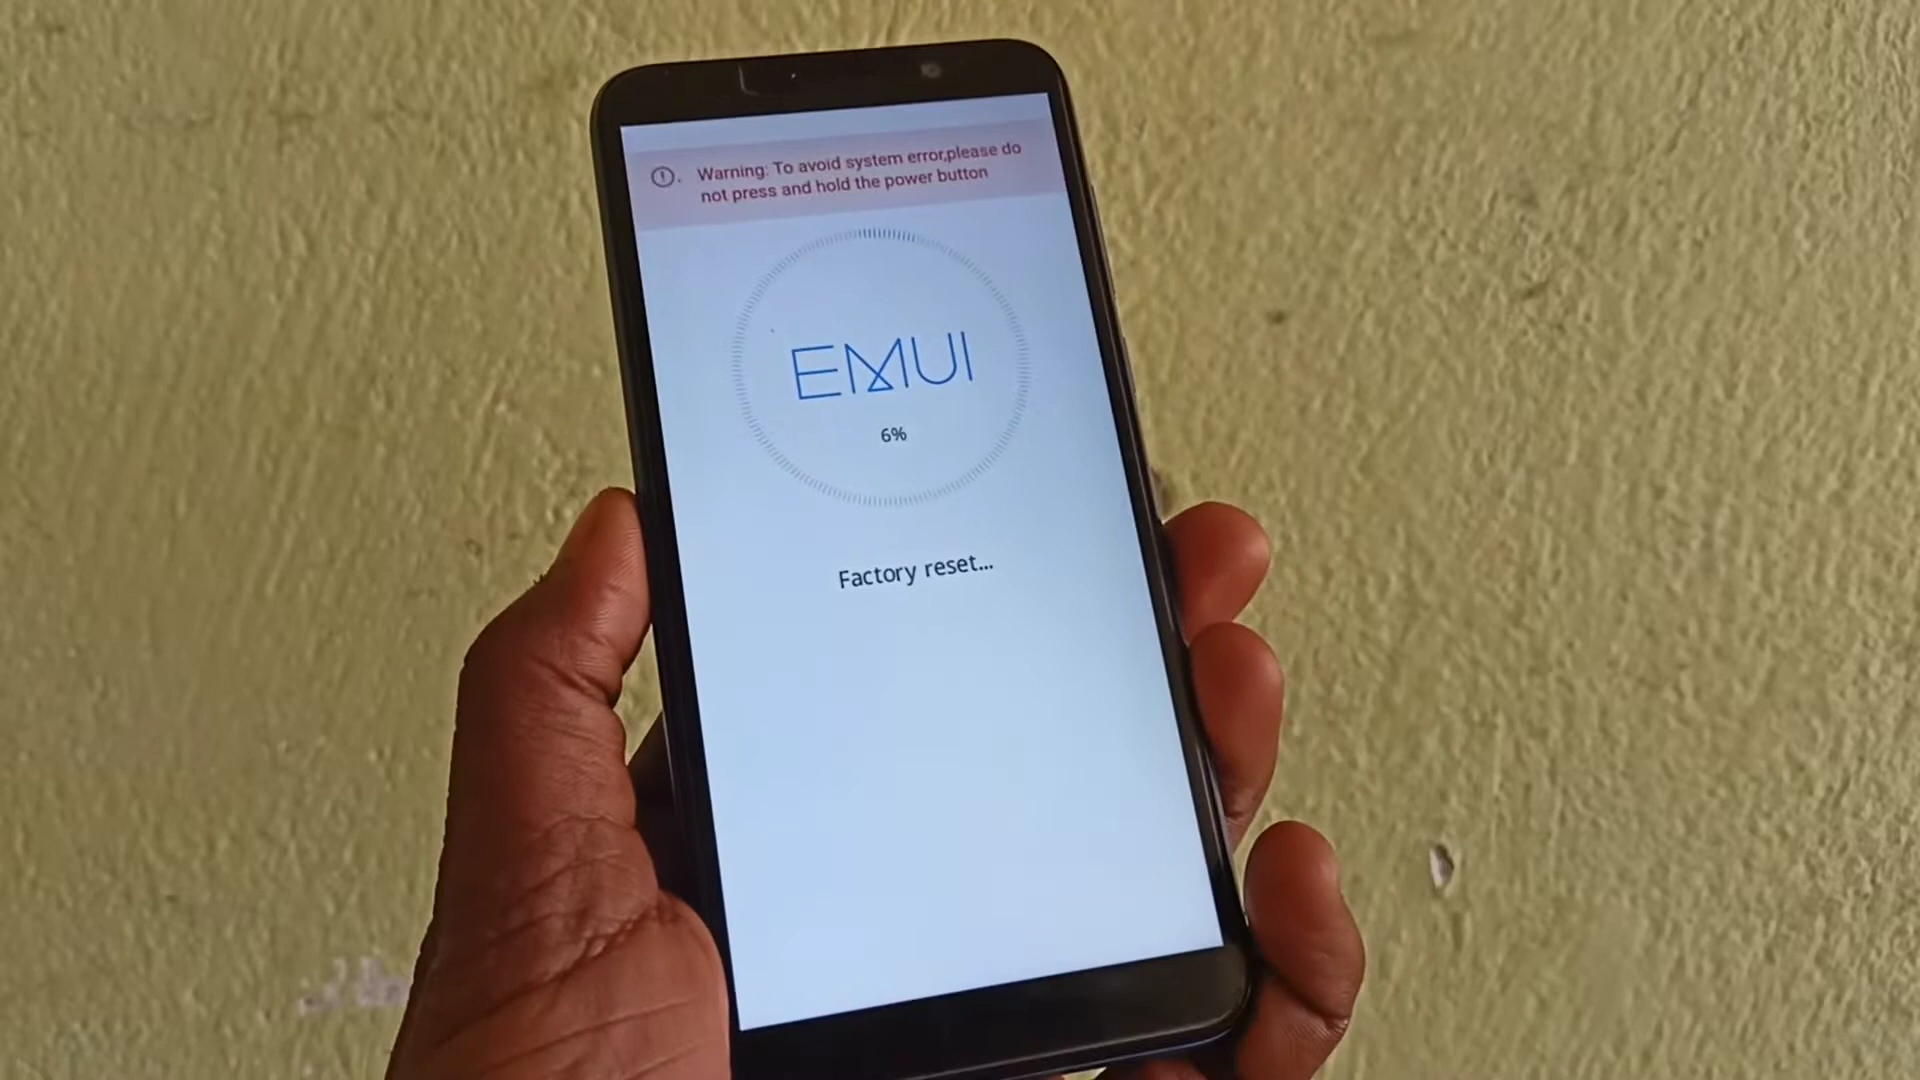 Warning: To avoid system error,please do
not press and hold the power button
EMUI
6%
Factory reset...